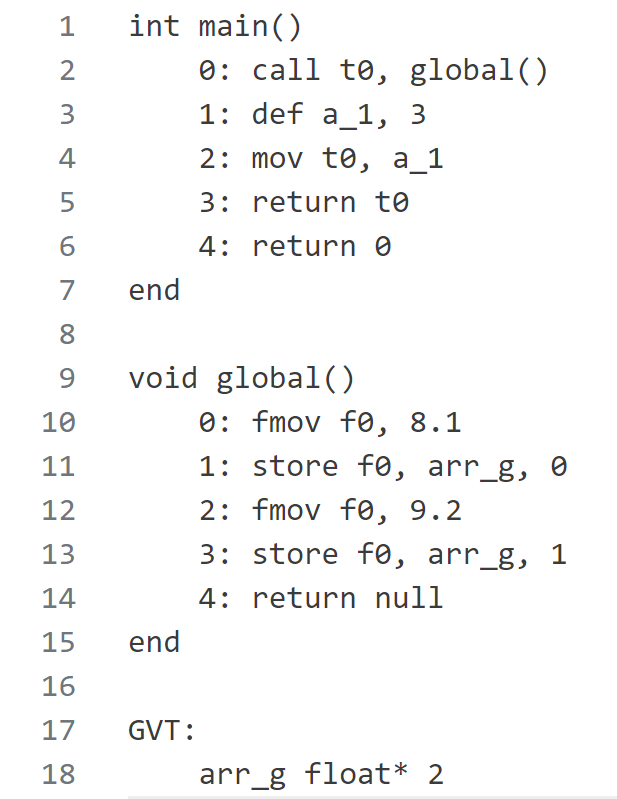 1 int main()
2     0: call t0, global()
3     1: def a_1, 3
4     2: mov t0, a_1
5     3: return t0
6     4: return 0
7 end
8
9 void global()
10     0: fmov f0, 8.1
11     1: store f0, arr_g, 0
12     2: fmov f0, 9.2
13     3: store f0, arr_g, 1
14     4: return null
15 end
16
17 GVT:
18     arr_g float* 2